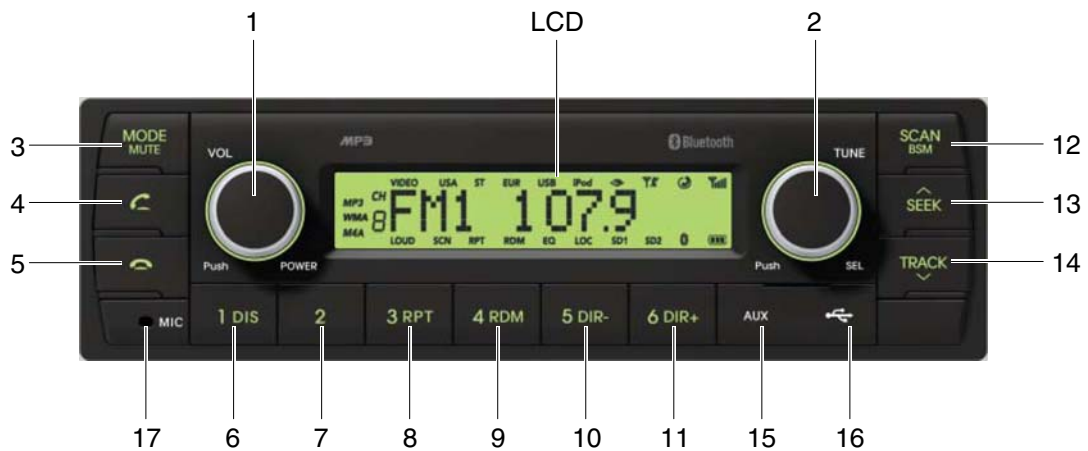 1 LCD 2
MP3 Bluetooth
3 MODE MUTE
VOL
TUNE
SCAN BSM 12
4
VIDEO USA ST EUR USB iPod
MP3 CH
WMA 8 FM1 107.9
M4A
LOUD SCN RPT RDM EQ LOC SD1 SD2
SEEK 13
5
Push POWER
Push SEL
TRACK 14
MIC
1 DIS 2 3 RPT 4 RDM 5 DIR- 6 DIR+ AUX
17 6 7 8 9 10 11 15 16